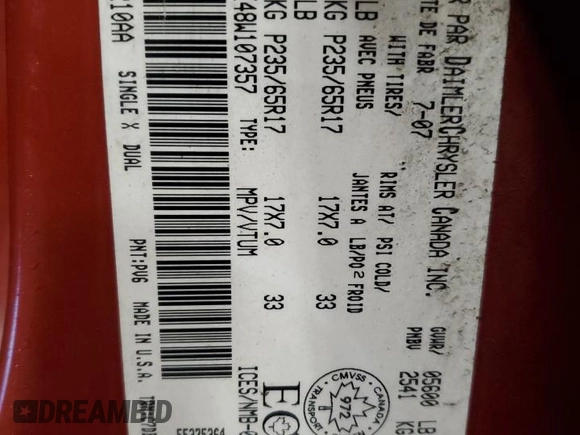 R PAR DAIMLERCHRYSLER CANADA INC.
TE DE FABR 7-07 GVWR/ 05600 LB
PNBV 2541 KG
WITH TIRES/ RIMS AT/ PSI COLD/
AVEC PNEUS JANTES A LB/PO2 FROID
LB
KG P235/65R17 17X7.0 33
LB
KG P235/65R17 17X7.0 33
48W107357 TYPE: MPV/VTUM ICES/NMB-0
CMVSS
TRANSPORT
970
10AA SINGLE X DUAL PNT:PU6 MADE IN U.S.A.
55275364
DREAMBID